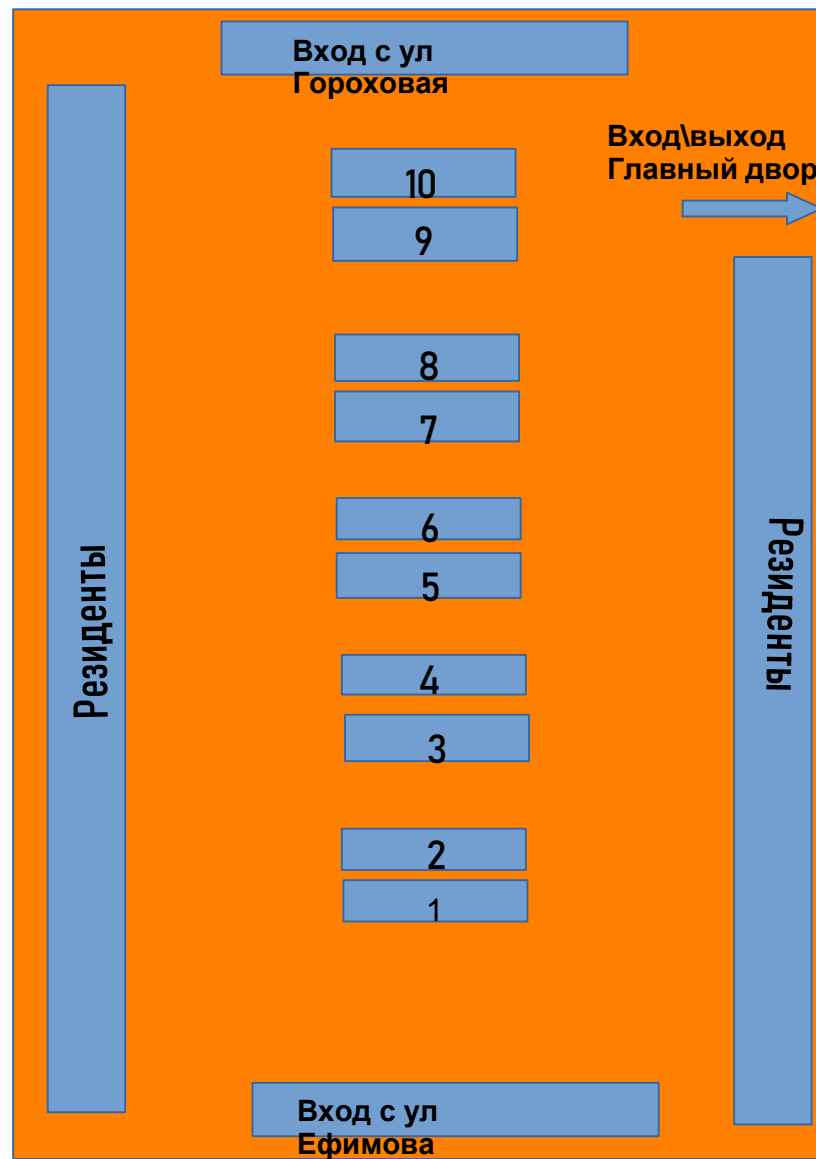 Вход с ул
Гороховая
Вход\выход
Главный двор
10
9
8
7
6
5
Резиденты
Резиденты
4
3
2
1
Вход с ул
Ефимова